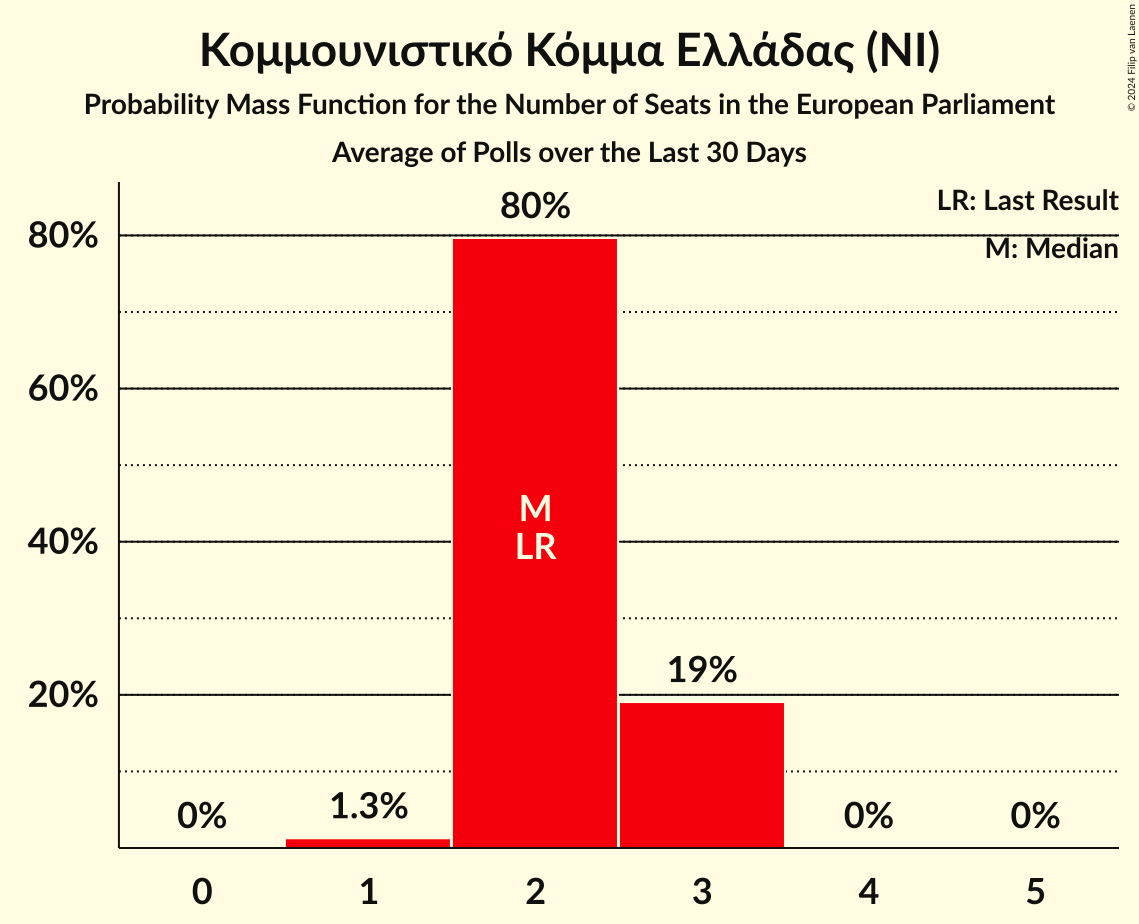 Κομμουνιστικό Κόμμα Ελλάδας (NI)
Probability Mass Function for the Number of Seats in the European Parliament
Average of Polls over the Last 30 Days
© 2024 Filip van Laenen
LR: Last Result
M: Median
80%
60%
40%
20%
0%
1.3%
80%
M
LR
19%
0%
0%
0 1 2 3 4 5